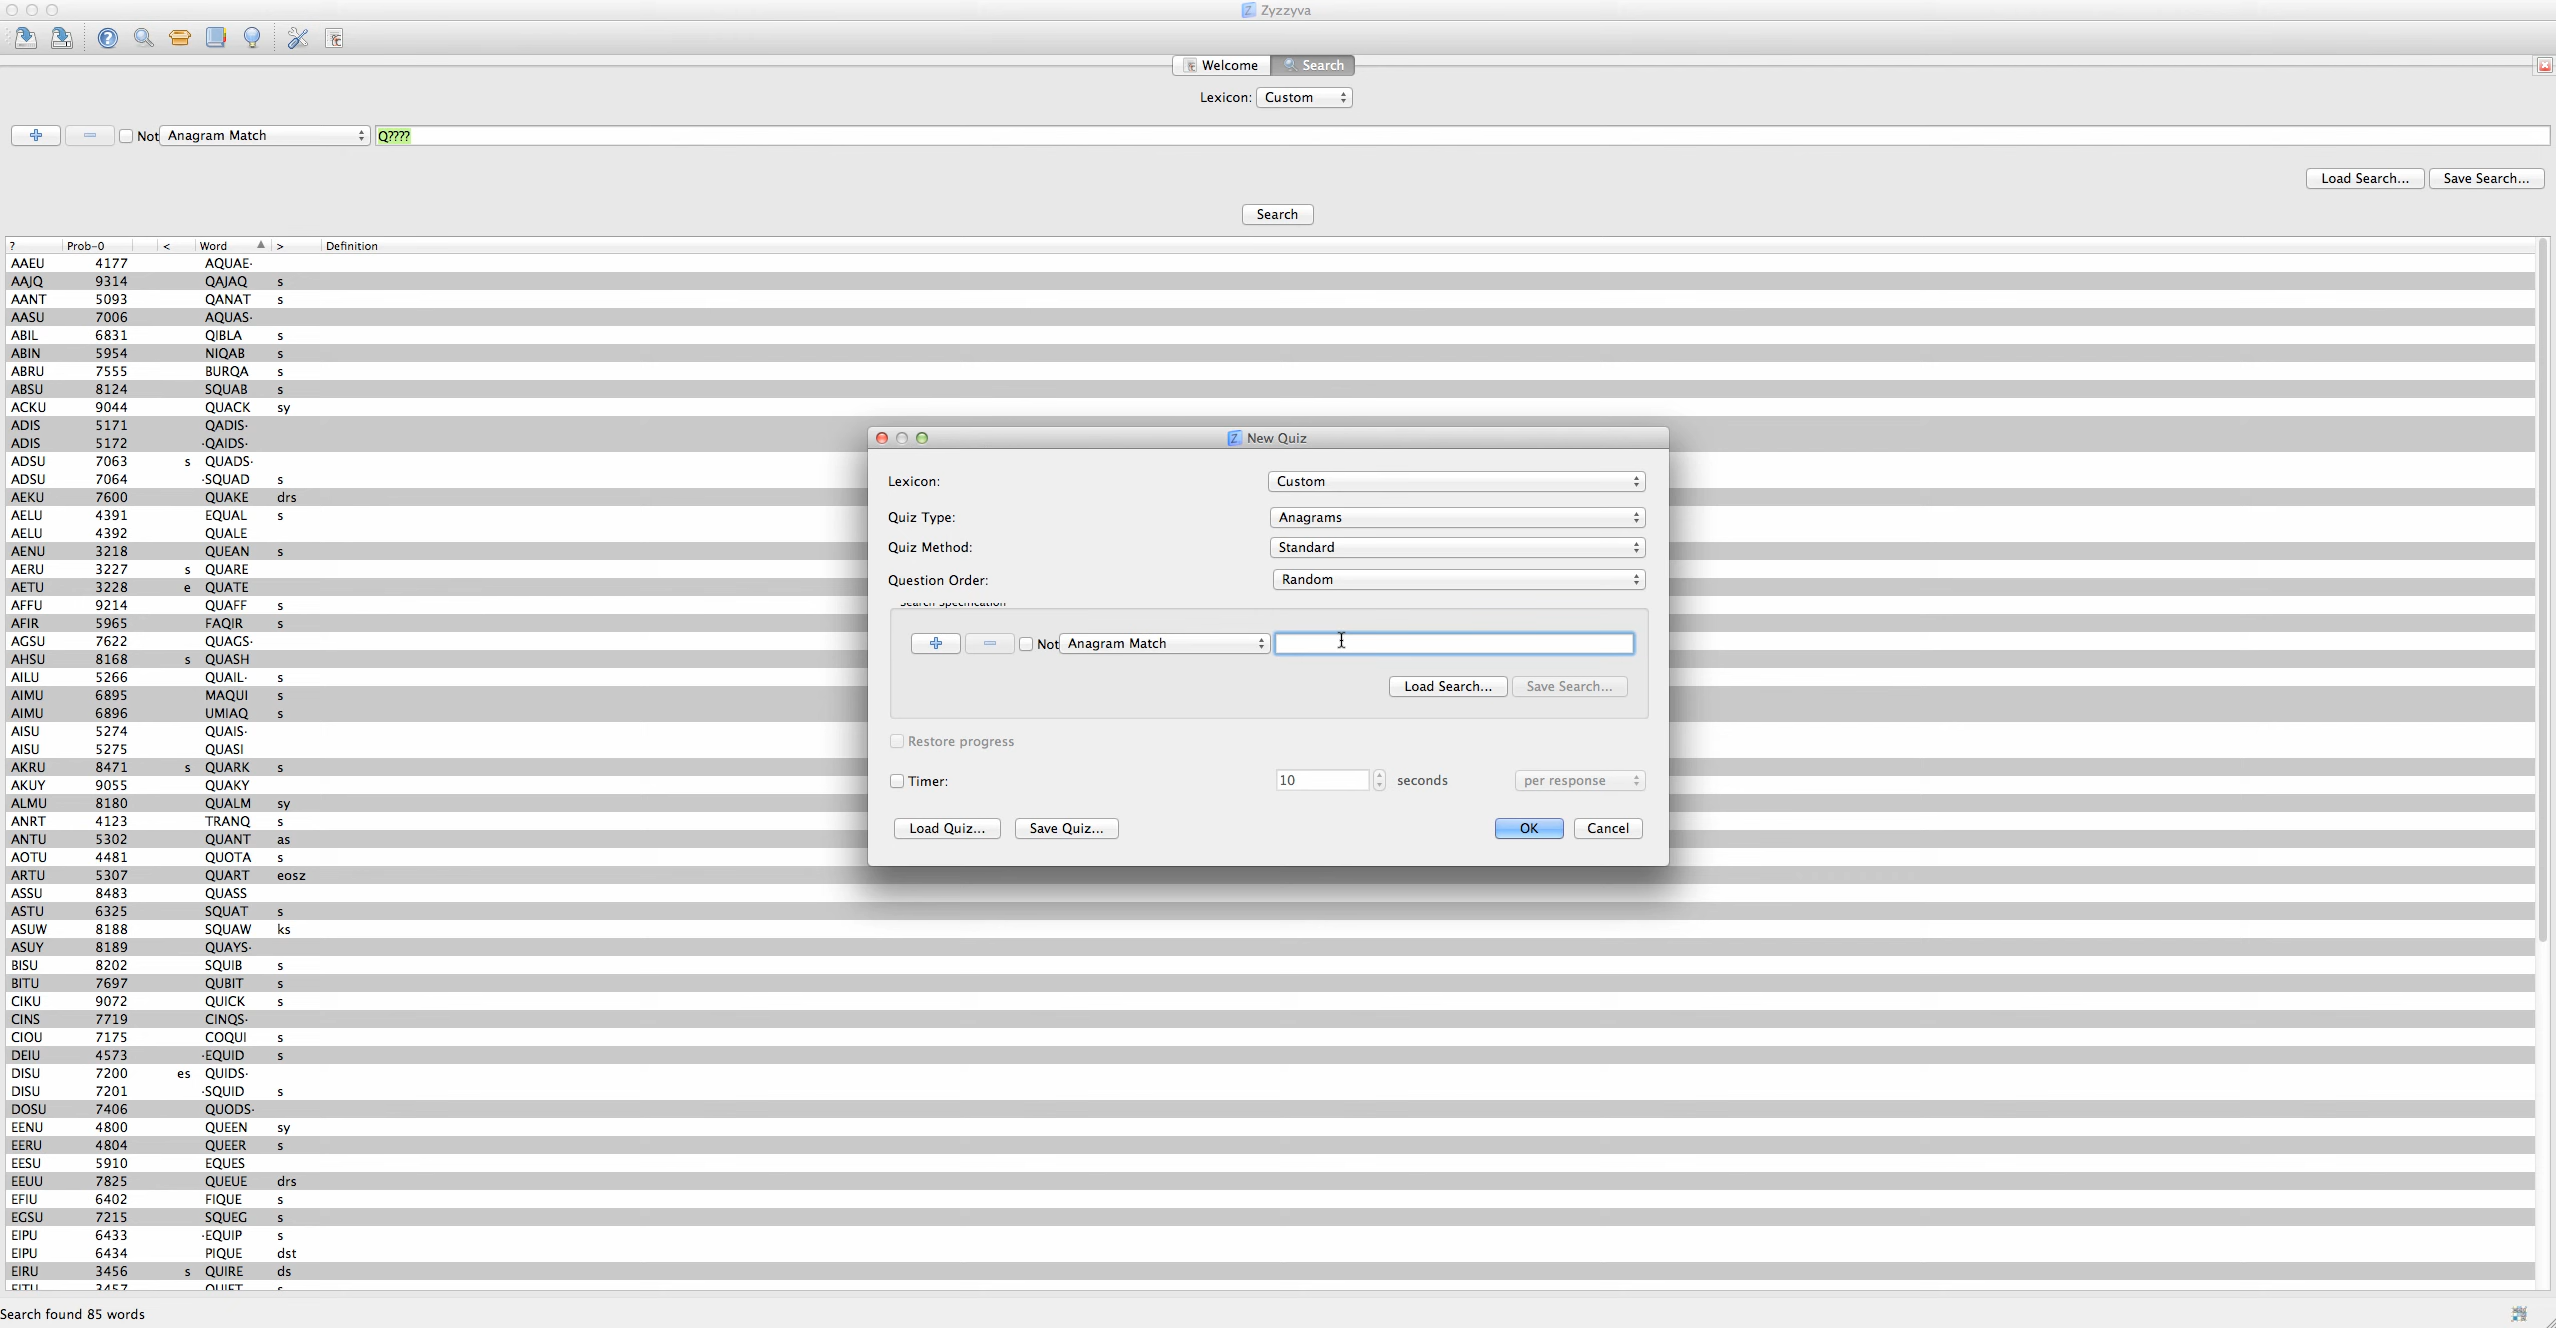 Zyzzyva
Welcome Search
Lexicon: Custom
Not Anagram Match Q????
Load Search... Save Search...
Search
? Prob-0 < Word > Definition
AAEU 4177 AQUAE·
AAJQ 9314 QAJAQ s
AANT 5093 QANAT s
AASU 7006 AQUAS·
ABIL 6831 QIBLA s
ABIN 5954 NIQAB s
ABRU 7555 BURQA s
ABSU 8124 SQUAB s
ACKU 9044 QUACK sy
ADIS 5171 QADIS·
ADIS 5172 ·QAIDS·
ADSU 7063 s QUADS·
ADSU 7064 ·SQUAD s
AEKU 7600 QUAKE drs
AELU 4391 EQUAL s
AELU 4392 QUALE
AENU 3218 QUEAN s
AERU 3227 s QUARE
AETU 3228 e QUATE
AFFU 9214 QUAFF s
AFIR 5965 FAQIR s
AGSU 7622 QUAGS·
AHSU 8168 s QUASH
AILU 5266 QUAIL· s
AIMU 6895 MAQUI s
AIMU 6896 UMIAQ s
AISU 5274 QUAIS·
AISU 5275 QUASI
AKRU 8471 s QUARK s
AKUY 9055 QUAKY
ALMU 8180 QUALM sy
ANRT 4123 TRANQ s
ANTU 5302 QUANT as
AOTU 4481 QUOTA s
ARTU 5307 QUART eosz
ASSU 8483 QUASS
ASTU 6325 SQUAT s
ASUW 8188 SQUAW ks
ASUY 8189 QUAYS·
BISU 8202 SQUIB s
BITU 7697 QUBIT s
CIKU 9072 QUICK s
CINS 7719 CINQS·
CIOU 7175 COQUI s
DEIU 4573 ·EQUID s
DISU 7200 es QUIDS·
DISU 7201 ·SQUID s
DOSU 7406 QUODS·
EENU 4800 QUEEN sy
EERU 4804 QUEER s
EESU 5910 EQUES
EEUU 7825 QUEUE drs
EFIU 6402 FIQUE s
EGSU 7215 SQUEG s
EIPU 6433 ·EQUIP s
EIPU 6434 PIQUE dst
EIRU 3456 s QUIRE ds
EITU 3457 QUIET s
New Quiz
Lexicon: Custom
Quiz Type: Anagrams
Quiz Method: Standard
Question Order: Random
Search Specification
Not Anagram Match
Load Search... Save Search...
Restore progress
Timer: 10 seconds per response
Load Quiz... Save Quiz... OK Cancel
Search found 85 words